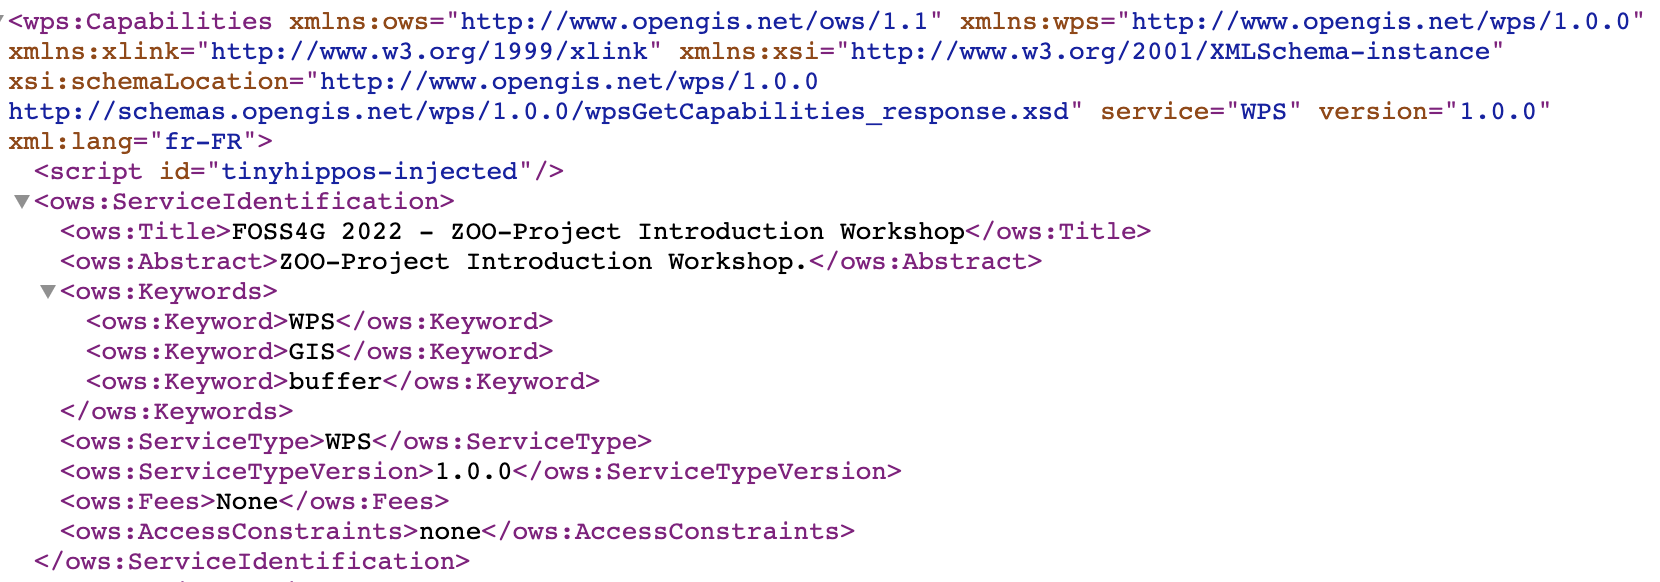 <wps:Capabilities xmlns:ows="http://www.opengis.net/ows/1.1" xmlns:wps="http://www.opengis.net/wps/1.0.0"
xmlns:xlink="http://www.w3.org/1999/xlink" xmlns:xsi="http://www.w3.org/2001/XMLSchema-instance"
xsi:schemaLocation="http://www.opengis.net/wps/1.0.0
http://schemas.opengis.net/wps/1.0.0/wpsGetCapabilities_response.xsd" service="WPS" version="1.0.0"
xml:lang="fr-FR">
<script id="tinyhippos-injected"/>
▼<ows:ServiceIdentification>
<ows:Title>FOSS4G 2022 - ZOO-Project Introduction Workshop</ows:Title>
<ows:Abstract>ZOO-Project Introduction Workshop.</ows:Abstract>
▼<ows:Keywords>
<ows:Keyword>WPS</ows:Keyword>
<ows:Keyword>GIS</ows:Keyword>
<ows:Keyword>buffer</ows:Keyword>
</ows:Keywords>
<ows:ServiceType>WPS</ows:ServiceType>
<ows:ServiceTypeVersion>1.0.0</ows:ServiceTypeVersion>
<ows:Fees>None</ows:Fees>
<ows:AccessConstraints>none</ows:AccessConstraints>
</ows:ServiceIdentification>